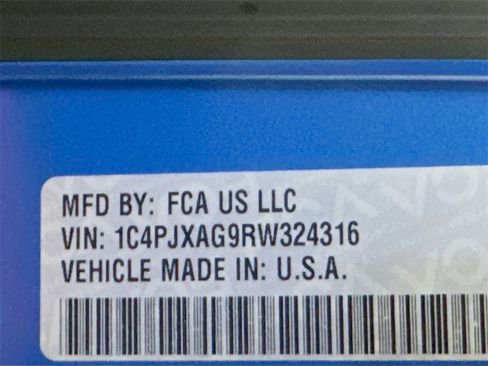 MFD BY: FCA US LLC
VIN: 1C4PJXAG9RW324316
VEHICLE MADE IN: U.S.A.